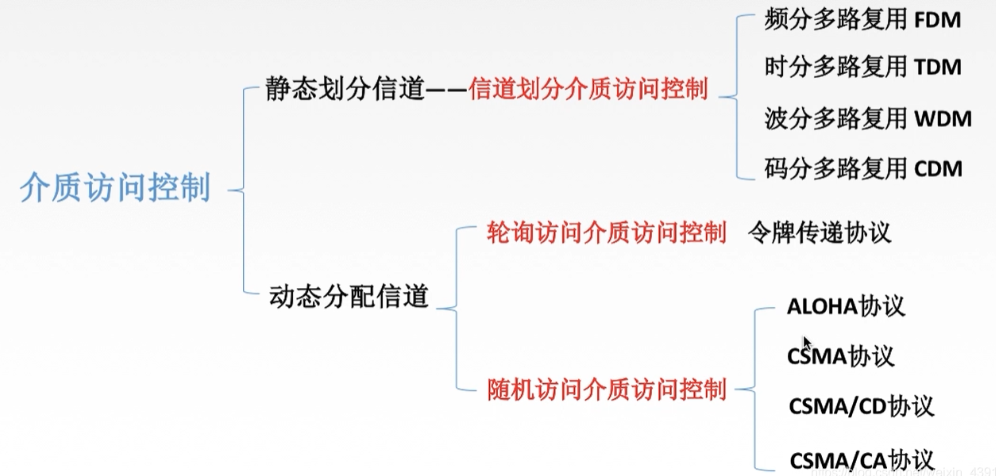 频分多路复用 FDM
静态划分信道——信道划分介质访问控制
时分多路复用 TDM
波分多路复用 WDM
码分多路复用 CDM
介质访问控制
轮询访问介质访问控制 令牌传递协议
动态分配信道
ALOHA协议
CSMA协议
随机访问介质访问控制
CSMA/CD协议
CSMA/CA协议